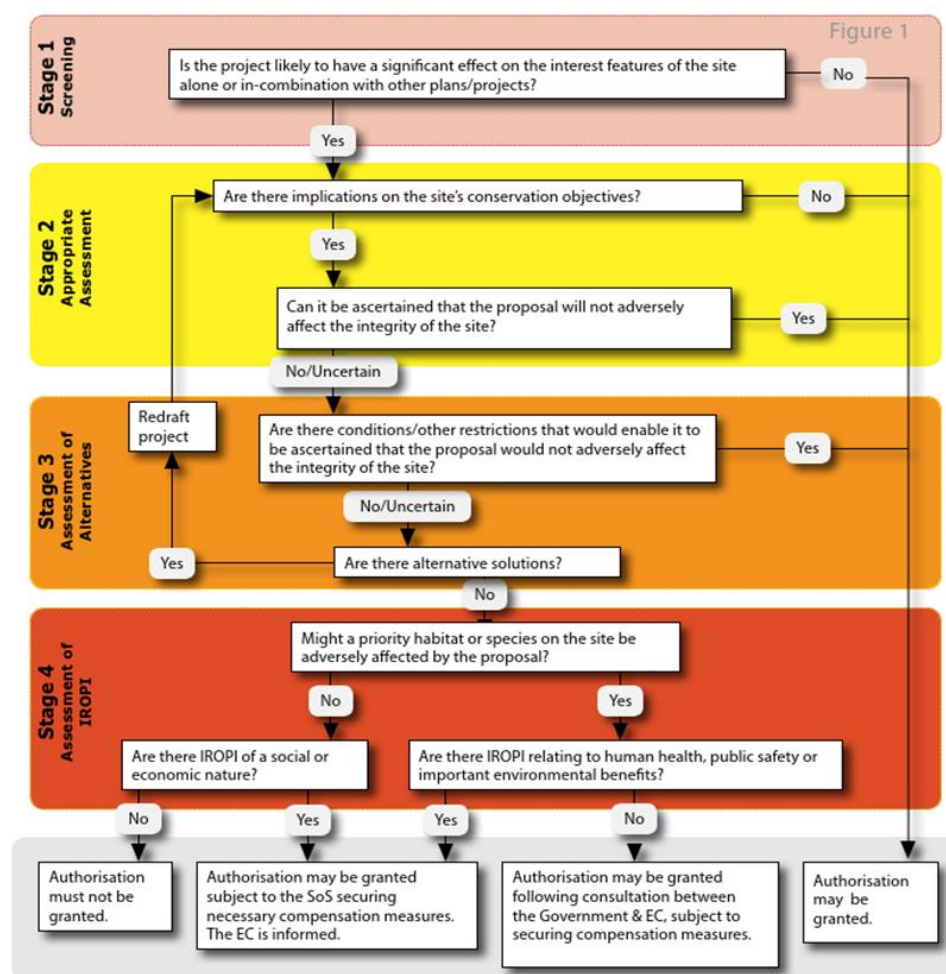 Figure 1
Stage 1
Screening
Is the project likely to have a significant effect on the interest features of the site
alone or in-combination with other plans/projects?
No
Yes
Stage 2
Appropriate
Assessment
Are there implications on the site's conservation objectives?
No
Yes
Can it be ascertained that the proposal will not adversely
affect the integrity of the site?
Yes
No/Uncertain
Stage 3
Assessment of
Alternatives
Redraft
project
Are there conditions/other restrictions that would enable it to
be ascertained that the proposal would not adversely affect
the integrity of the site?
Yes
No/Uncertain
Yes
Are there alternative solutions?
No
Stage 4
Assessment of
IROPI
Might a priority habitat or species on the site be
adversely affected by the proposal?
No
Yes
Are there IROPI of a social or
economic nature?
Are there IROPI relating to human health, public safety or
important environmental benefits?
No
Yes
Yes
No
Authorisation
must not be
granted.
Authorisation may be granted
subject to the SoS securing
necessary compensation measures.
The EC is informed.
Authorisation may be granted
following consultation between
the Government & EC, subject to
securing compensation measures.
Authorisation
may be
granted.